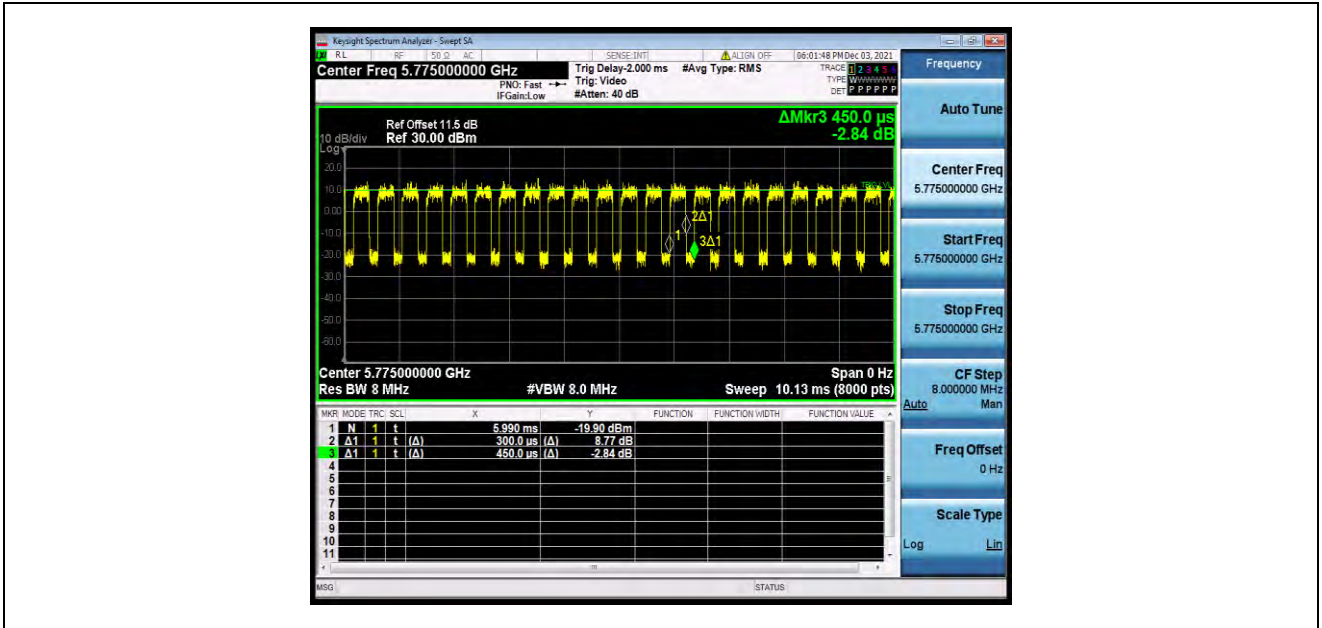 Keysight Spectrum Analyzer - Swept SA
RL RF 50 Ω AC SENSE:INT ALIGN OFF 06:01:48 PM Dec 03, 2021
Center Freq 5.775000000 GHz
PNO: Fast
IFGain:Low
Trig Delay-2.000 ms
Trig: Video
#Atten: 40 dB
#Avg Type: RMS
TRACE 1 2 3 4 5 6
TYPE W
DET P P P P P P
Ref Offset 11.5 dB
10 dB/div Ref 30.00 dBm
Log
ΔMkr3 450.0 µs
-2.84 dB
20.0
10.0
0.00
-10.0
-20.0
-30.0
-40.0
-50.0
-60.0
1
2Δ1
3Δ1
Center 5.775000000 GHz Span 0 Hz
Res BW 8 MHz #VBW 8.0 MHz Sweep 10.13 ms (8000 pts)
MKR MODE TRC SCL X Y FUNCTION FUNCTION WIDTH FUNCTION VALUE
1 N 1 t 5.990 ms -19.90 dBm
2 Δ1 1 t (Δ) 300.0 µs (Δ) 8.77 dB
3 Δ1 1 t (Δ) 450.0 µs (Δ) -2.84 dB
4
5
6
7
8
9
10
11
MSG STATUS
Frequency
Auto Tune
Center Freq
5.775000000 GHz
Start Freq
5.775000000 GHz
Stop Freq
5.775000000 GHz
CF Step
8.000000 MHz
Auto Man
Freq Offset
0 Hz
Scale Type
Log Lin